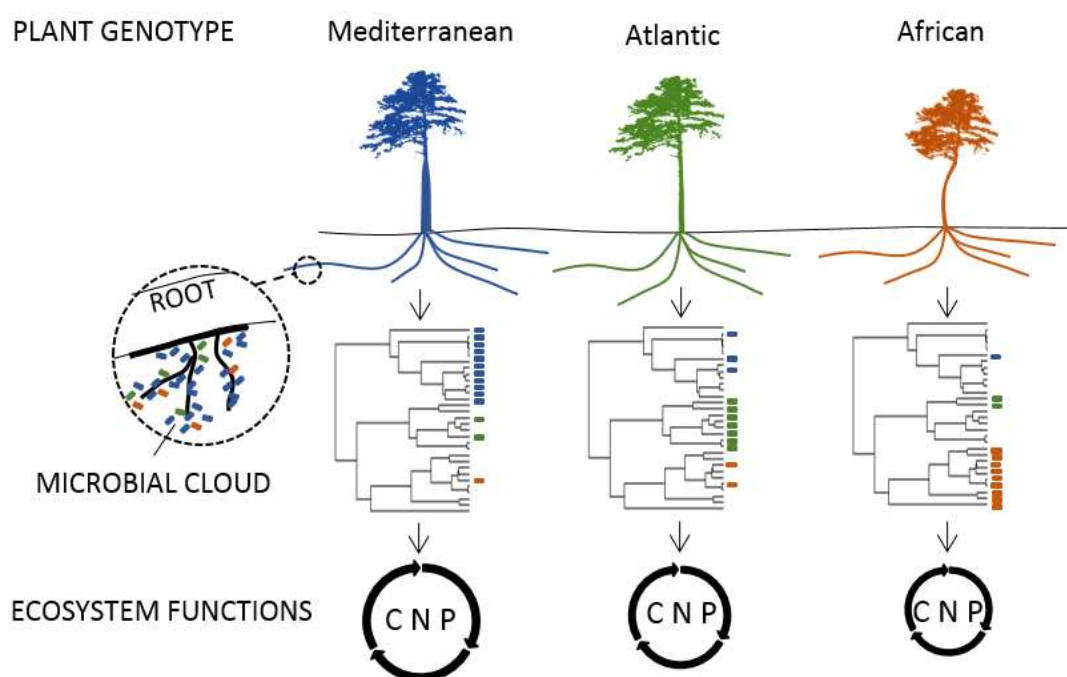 PLANT GENOTYPE Mediterranean Atlantic African
ROOT
MICROBIAL CLOUD
ECOSYSTEM FUNCTIONS C N P C N P C N P